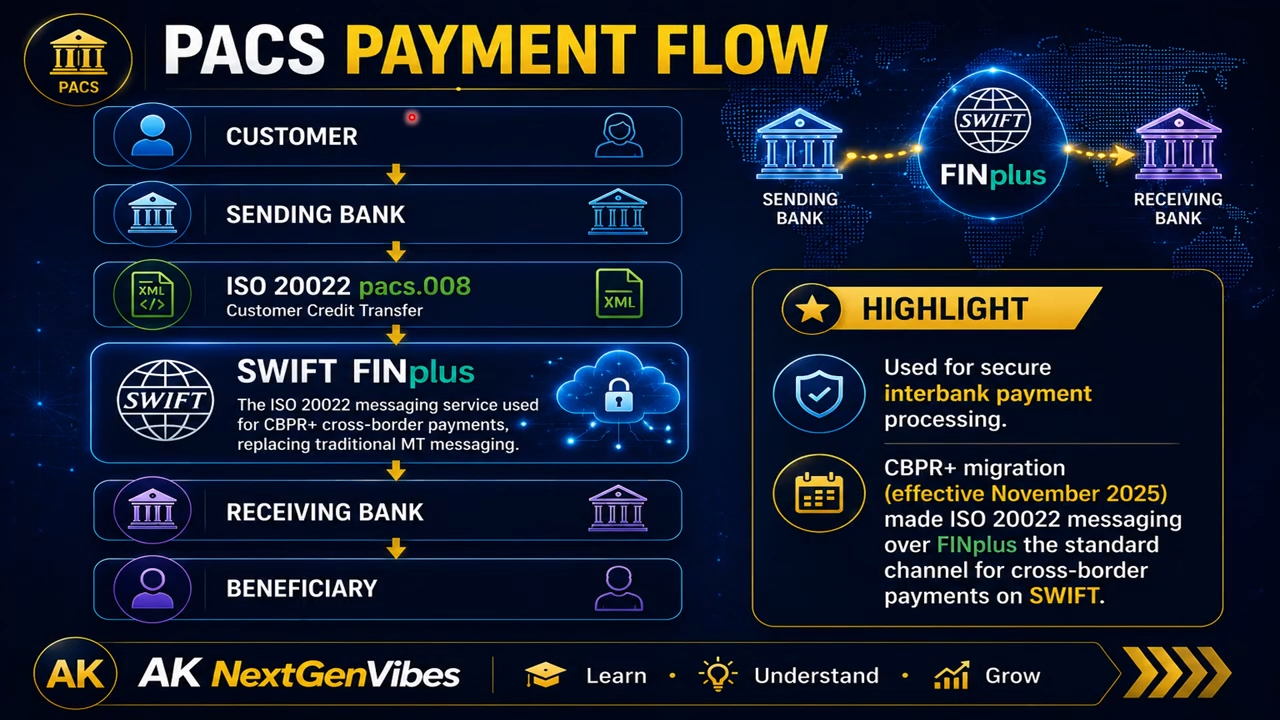 PACS
PACS PAYMENT FLOW
CUSTOMER
SENDING BANK
XML
</>
ISO 20022 pacs.008
Customer Credit Transfer
XML
SWIFT
SWIFT FINplus
The ISO 20022 messaging service used
for CBPR+ cross-border payments,
replacing traditional MT messaging.
RECEIVING BANK
BENEFICIARY
SENDING
BANK
SWIFT
FINplus
RECEIVING
BANK
HIGHLIGHT
Used for secure
interbank payment
processing.
CBPR+ migration
(effective November 2025)
made ISO 20022 messaging
over FINplus the standard
channel for cross-border
payments on SWIFT.
AK
AK NextGenVibes
Learn • Understand • Grow